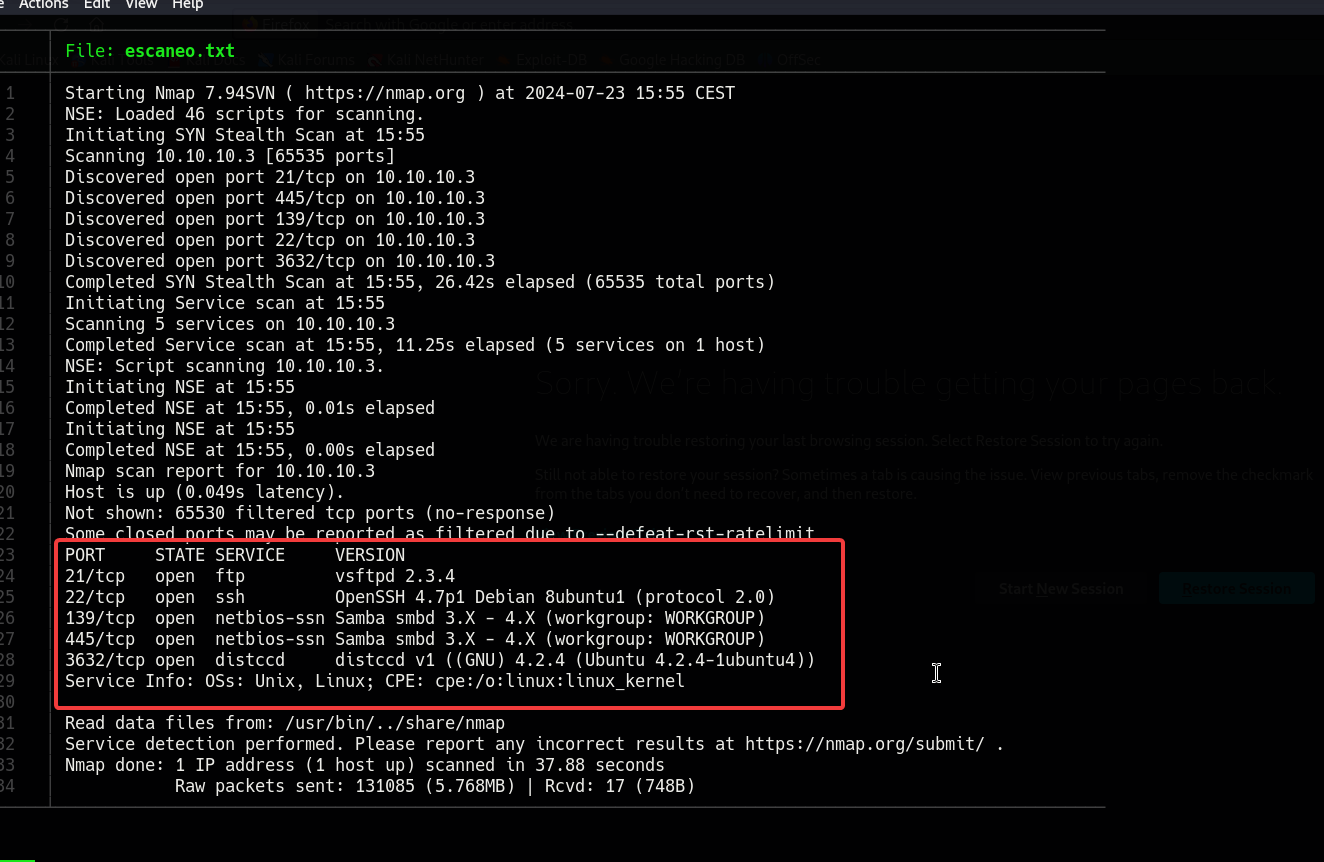 Actions Edit View Help
Firefox Search with Google or enter address
Kali Forums Kali NetHunter Exploit-DB Google Hacking DB OffSec
File: escaneo.txt
1 Starting Nmap 7.94SVN ( https://nmap.org ) at 2024-07-23 15:55 CEST
2 NSE: Loaded 46 scripts for scanning.
3 Initiating SYN Stealth Scan at 15:55
4 Scanning 10.10.10.3 [65535 ports]
5 Discovered open port 21/tcp on 10.10.10.3
6 Discovered open port 445/tcp on 10.10.10.3
7 Discovered open port 139/tcp on 10.10.10.3
8 Discovered open port 22/tcp on 10.10.10.3
9 Discovered open port 3632/tcp on 10.10.10.3
10 Completed SYN Stealth Scan at 15:55, 26.42s elapsed (65535 total ports)
11 Initiating Service scan at 15:55
12 Scanning 5 services on 10.10.10.3
13 Completed Service scan at 15:55, 11.25s elapsed (5 services on 1 host)
14 NSE: Script scanning 10.10.10.3.
15 Initiating NSE at 15:55
16 Completed NSE at 15:55, 0.01s elapsed
17 Initiating NSE at 15:55
18 Completed NSE at 15:55, 0.00s elapsed
19 Nmap scan report for 10.10.10.3
20 Host is up (0.049s latency).
21 Not shown: 65530 filtered tcp ports (no-response)
22 Some closed ports may be reported as filtered due to --defeat-rst-ratelimit
23 PORT STATE SERVICE VERSION
24 21/tcp open ftp vsftpd 2.3.4
25 22/tcp open ssh OpenSSH 4.7p1 Debian 8ubuntu1 (protocol 2.0)
26 139/tcp open netbios-ssn Samba smbd 3.X - 4.X (workgroup: WORKGROUP)
27 445/tcp open netbios-ssn Samba smbd 3.X - 4.X (workgroup: WORKGROUP)
28 3632/tcp open distccd distccd v1 ((GNU) 4.2.4 (Ubuntu 4.2.4-1ubuntu4))
29 Service Info: OSs: Unix, Linux; CPE: cpe:/o:linux:linux_kernel
30
31 Read data files from: /usr/bin/../share/nmap
32 Service detection performed. Please report any incorrect results at https://nmap.org/submit/ .
33 Nmap done: 1 IP address (1 host up) scanned in 37.88 seconds
34 Raw packets sent: 131085 (5.768MB) | Rcvd: 17 (748B)
Sorry. We're having trouble getting your pages back.
We are having trouble restoring your last browsing session. Select Restore Session to try again.
Still not able to restore your session? Sometimes a tab is causing the issue. View previous tabs, remove the checkmark
from the tabs you don't need to recover, and then restore.
Start New Session Restore Session